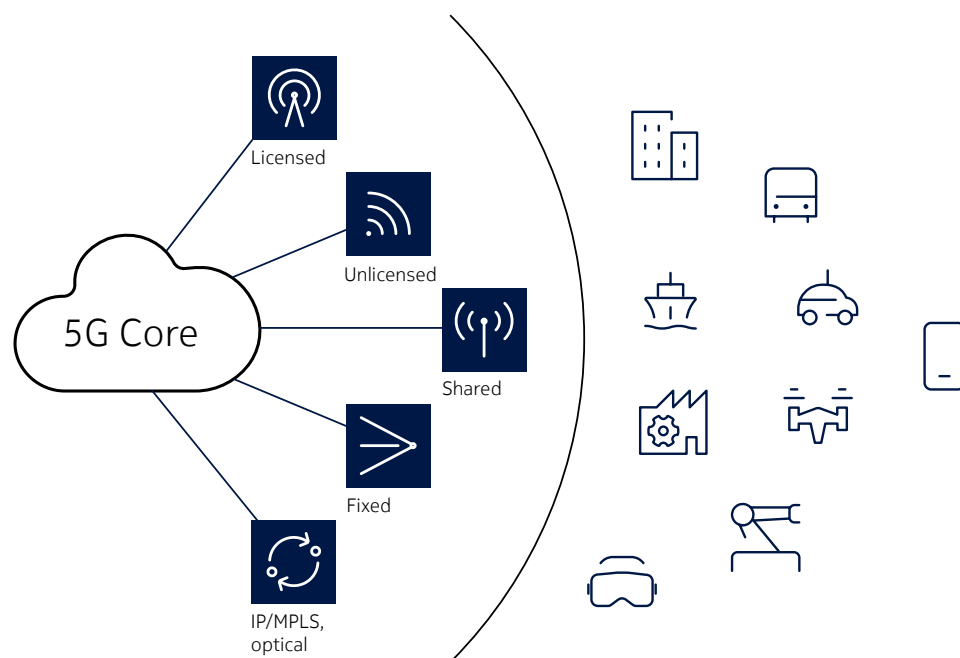 Licensed
Unlicensed
5G Core
Shared
Fixed
IP/MPLS,
optical